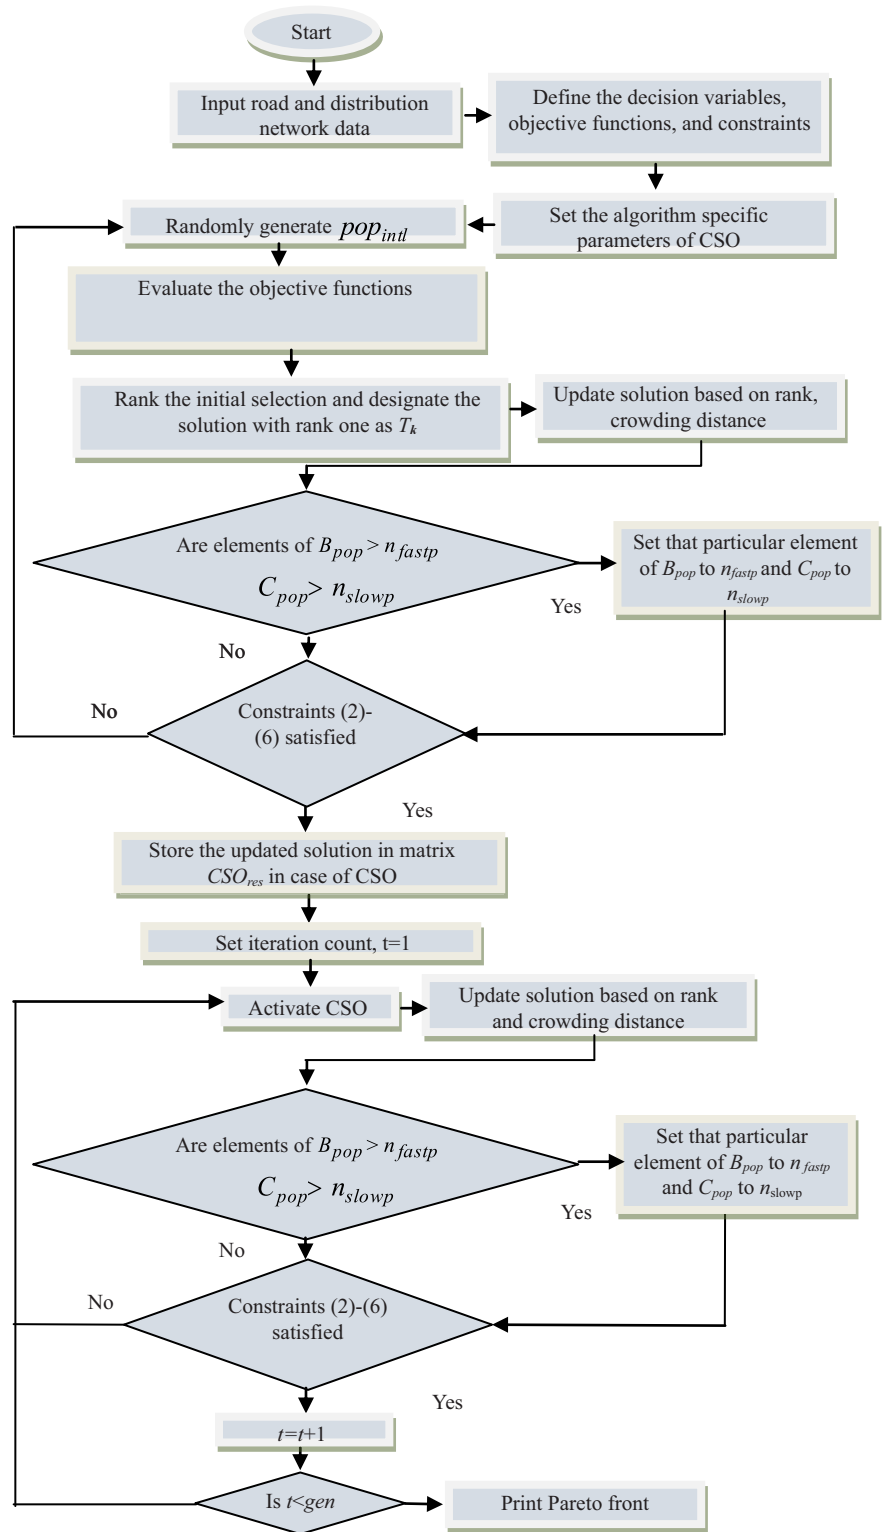 Start
Input road and distribution
network data
Define the decision variables,
objective functions, and constraints
Set the algorithm specific
parameters of CSO
Randomly generate pop_intl
Evaluate the objective functions
Rank the initial selection and designate the
solution with rank one as T_k
Update solution based on rank,
crowding distance
Are elements of B_pop > n_fastp
C_pop > n_slowp
Yes
Set that particular element
of B_pop to n_fastp and C_pop to
n_slowp
No
No
Constraints (2)-
(6) satisfied
Yes
Store the updated solution in matrix
CSO_res in case of CSO
Set iteration count, t=1
Activate CSO
Update solution based on rank
and crowding distance
Are elements of B_pop > n_fastp
C_pop > n_slowp
Yes
Set that particular
element of B_pop to n_fastp
and C_pop to n_slowp
No
No
Constraints (2)-(6)
satisfied
Yes
t=t+1
Is t<gen
Print Pareto front